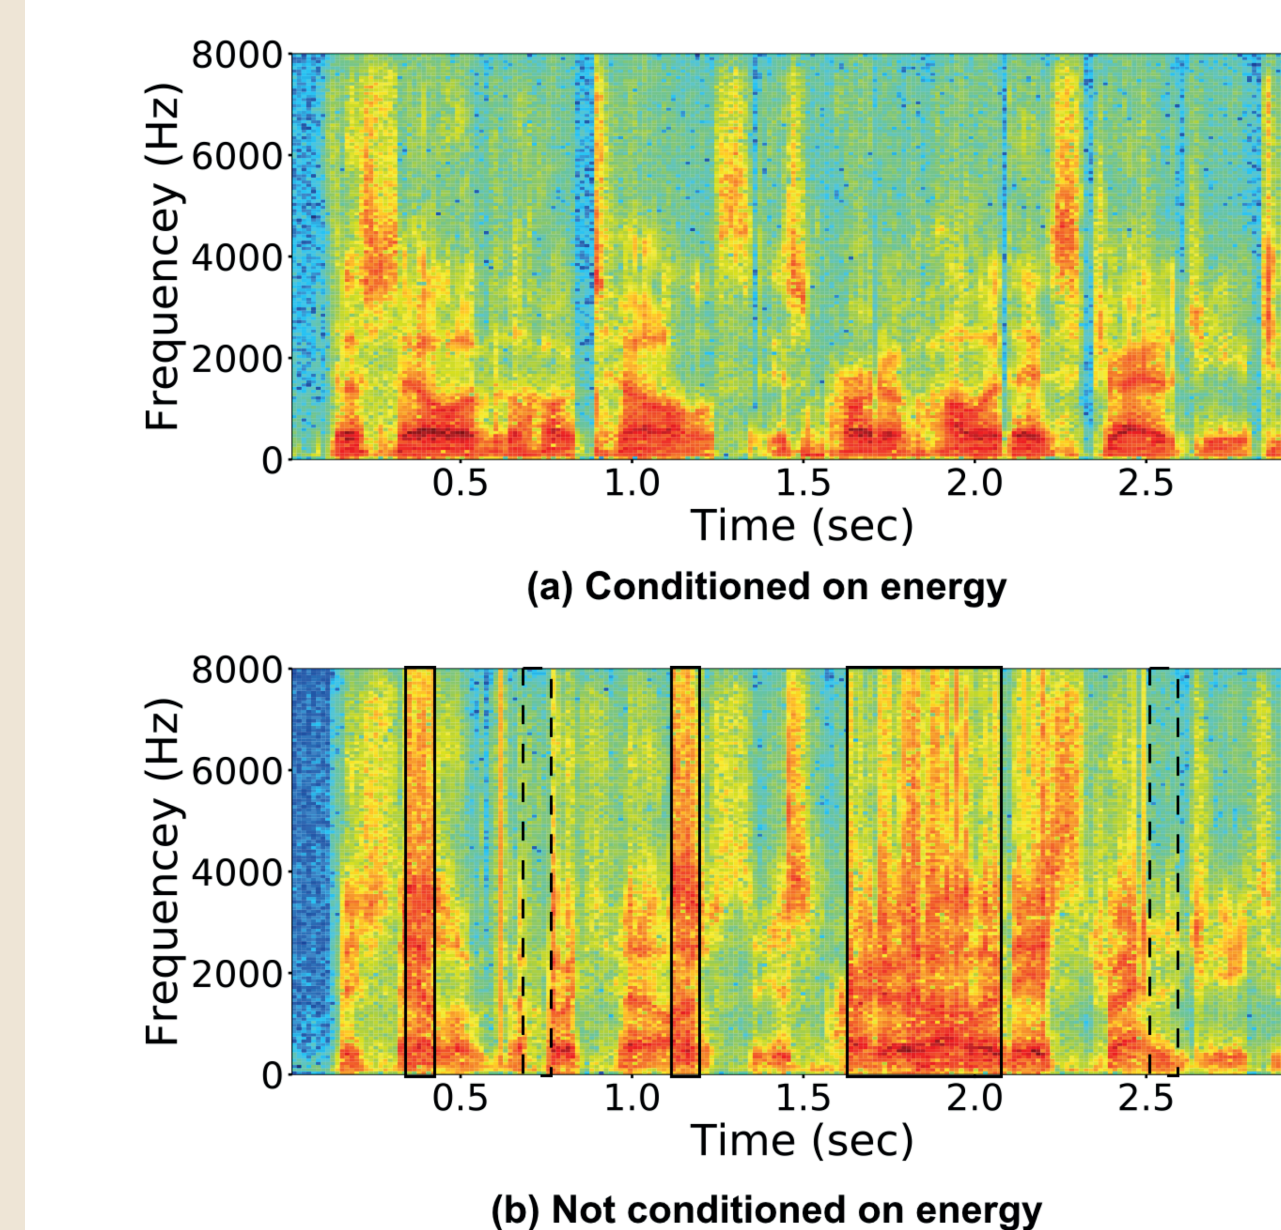 8000
6000
4000
2000
0
Frequencey (Hz)
0.5 1.0 1.5 2.0 2.5
Time (sec)
(a) Conditioned on energy
8000
6000
4000
2000
0
Frequencey (Hz)
0.5 1.0 1.5 2.0 2.5
Time (sec)
(b) Not conditioned on energy